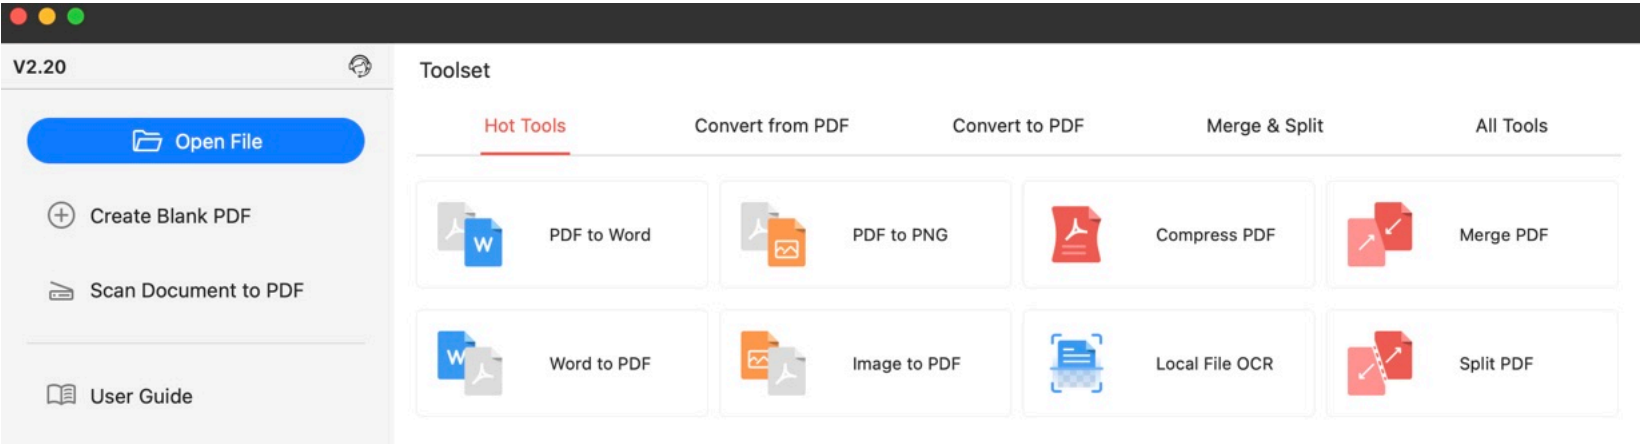 V2.20
Open File
Create Blank PDF
Scan Document to PDF
User Guide
Toolset
Hot Tools
Convert from PDF
Convert to PDF
Merge & Split
All Tools
PDF to Word
PDF to PNG
Compress PDF
Merge PDF
Word to PDF
Image to PDF
Local File OCR
Split PDF